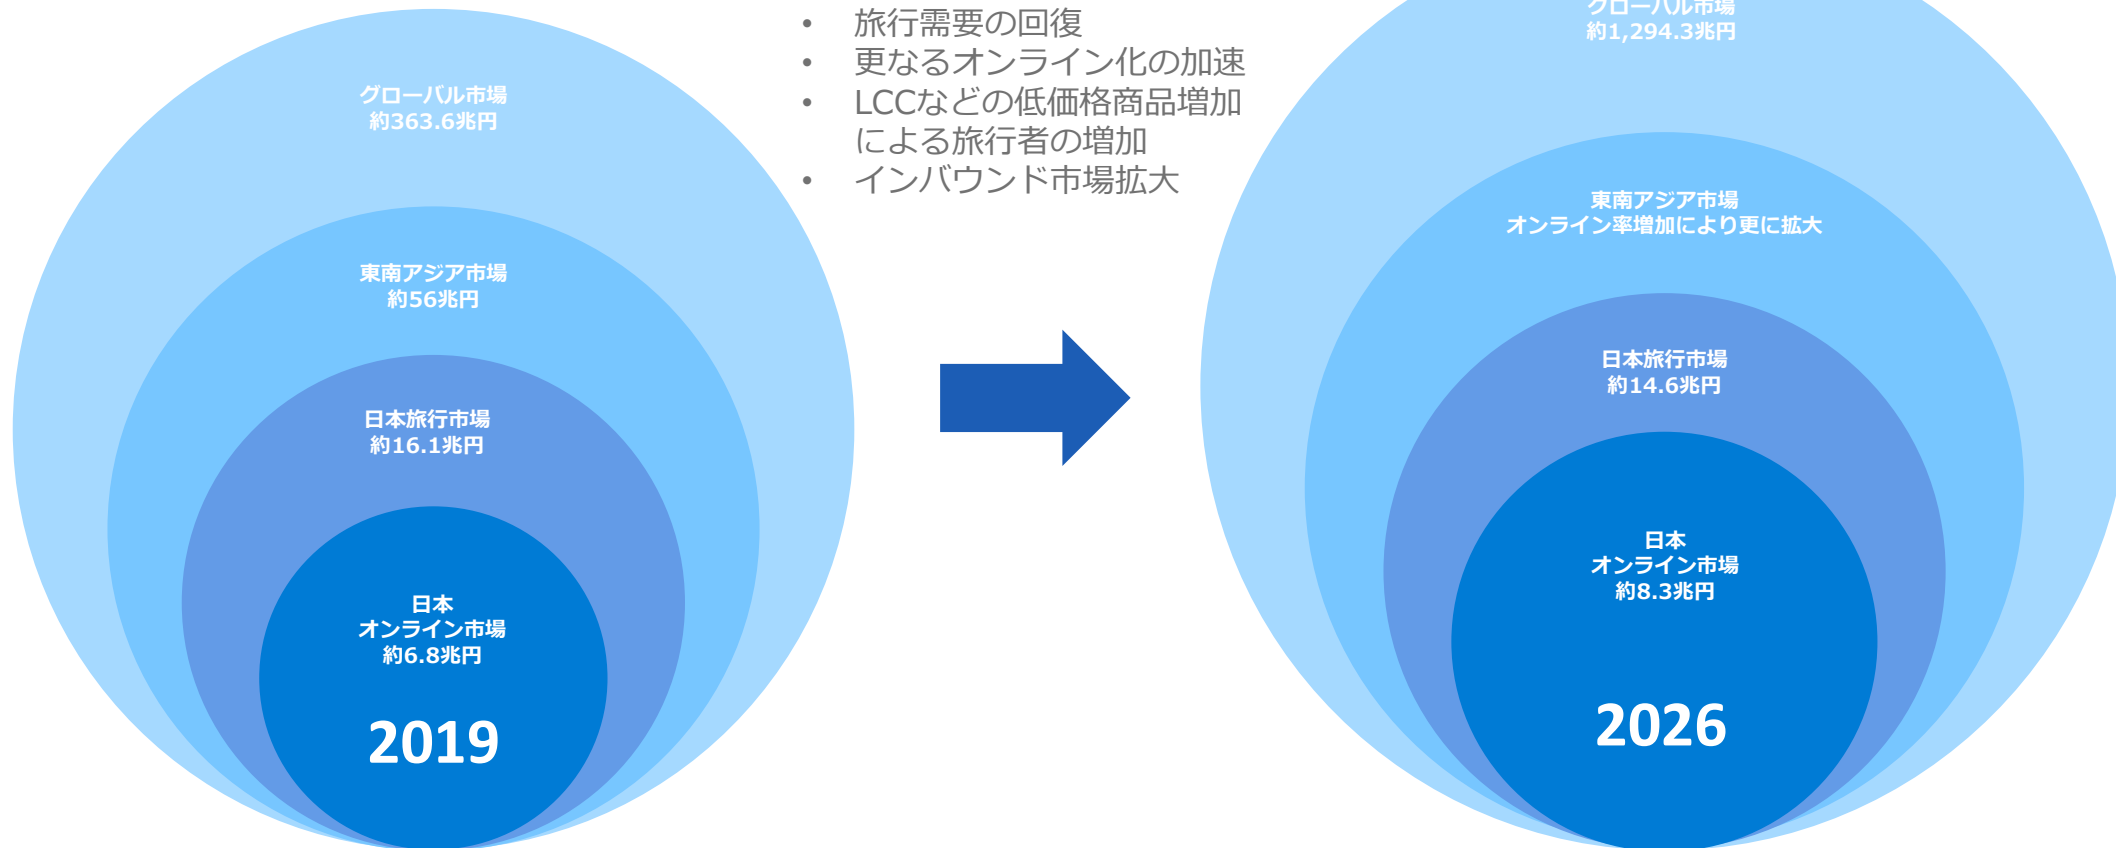 グローバル市場
約363.6兆円
東南アジア市場
約56兆円
日本旅行市場
約16.1兆円
日本
オンライン市場
約6.8兆円
2019
• 旅行需要の回復
• 更なるオンライン化の加速
• LCCなどの低価格商品増加
による旅行者の増加
• インバウンド市場拡大
グローバル市場
約1,294.3兆円
東南アジア市場
オンライン率増加により更に拡大
日本旅行市場
約14.6兆円
日本
オンライン市場
約8.3兆円
2026